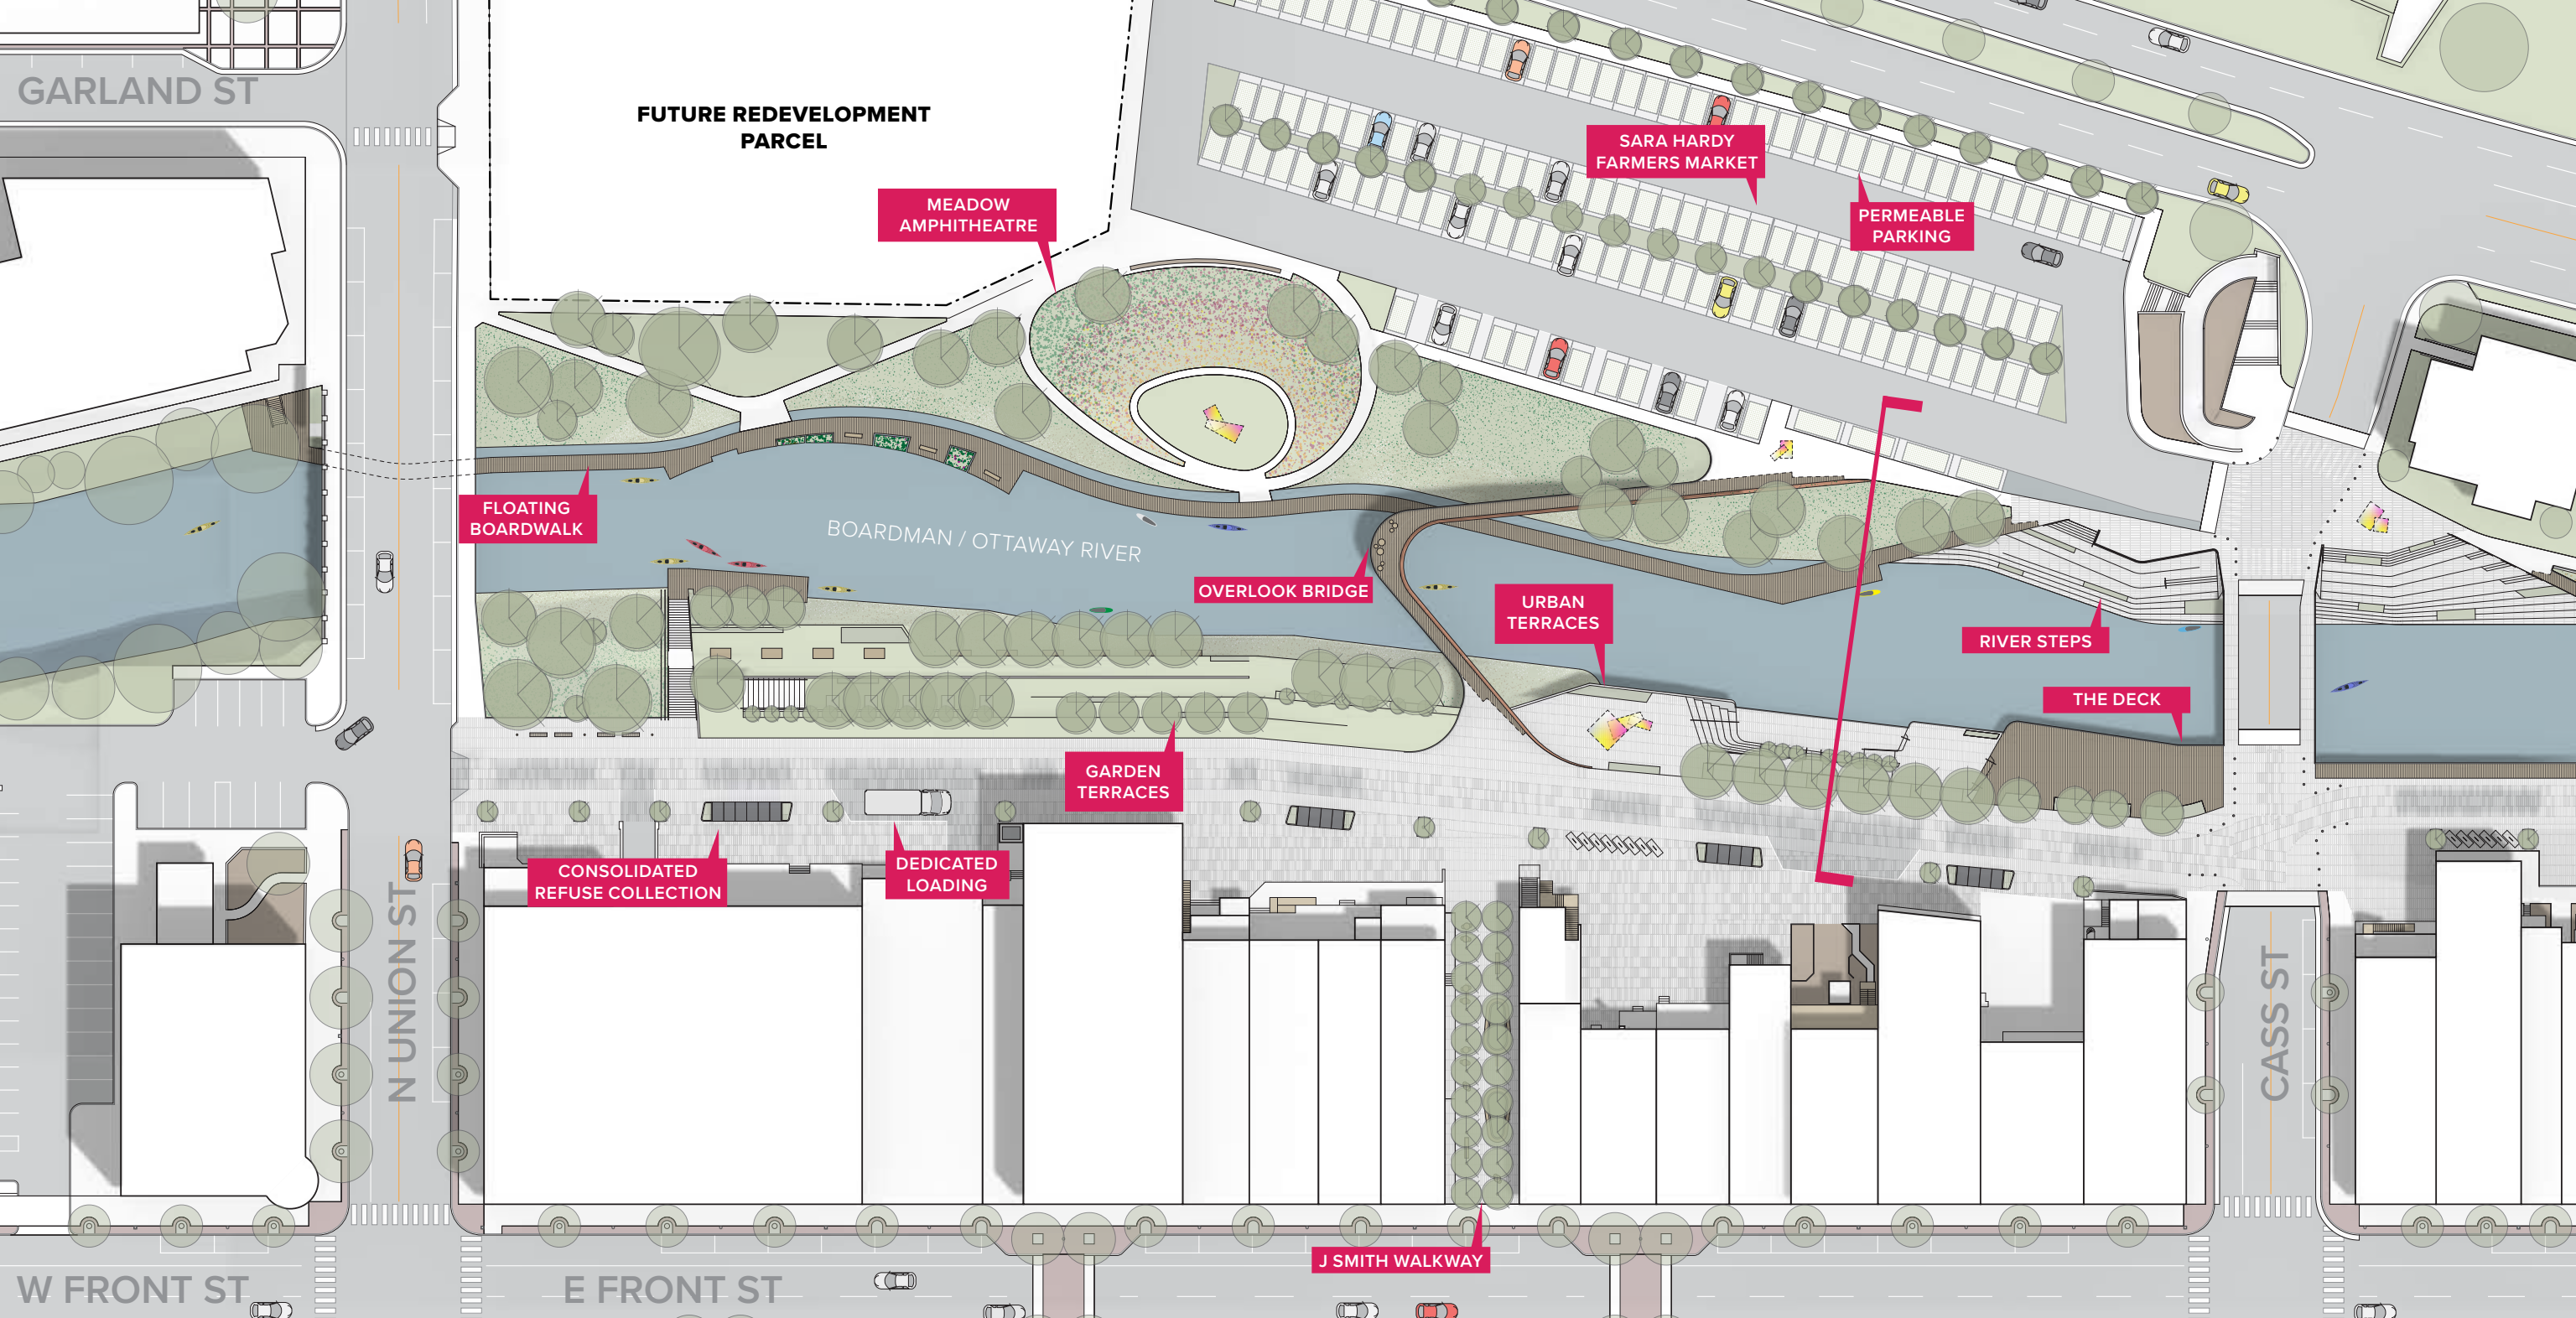 GARLAND ST
FUTURE REDEVELOPMENT
PARCEL
SARA HARDY
FARMERS MARKET
MEADOW
AMPHITHEATRE
PERMEABLE
PARKING
FLOATING
BOARDWALK
BOARDMAN / OTTAWAY RIVER
OVERLOOK BRIDGE
URBAN
TERRACES
RIVER STEPS
THE DECK
GARDEN
TERRACES
CONSOLIDATED
REFUSE COLLECTION
DEDICATED
LOADING
N UNION ST
CASS ST
J SMITH WALKWAY
W FRONT ST
E FRONT ST